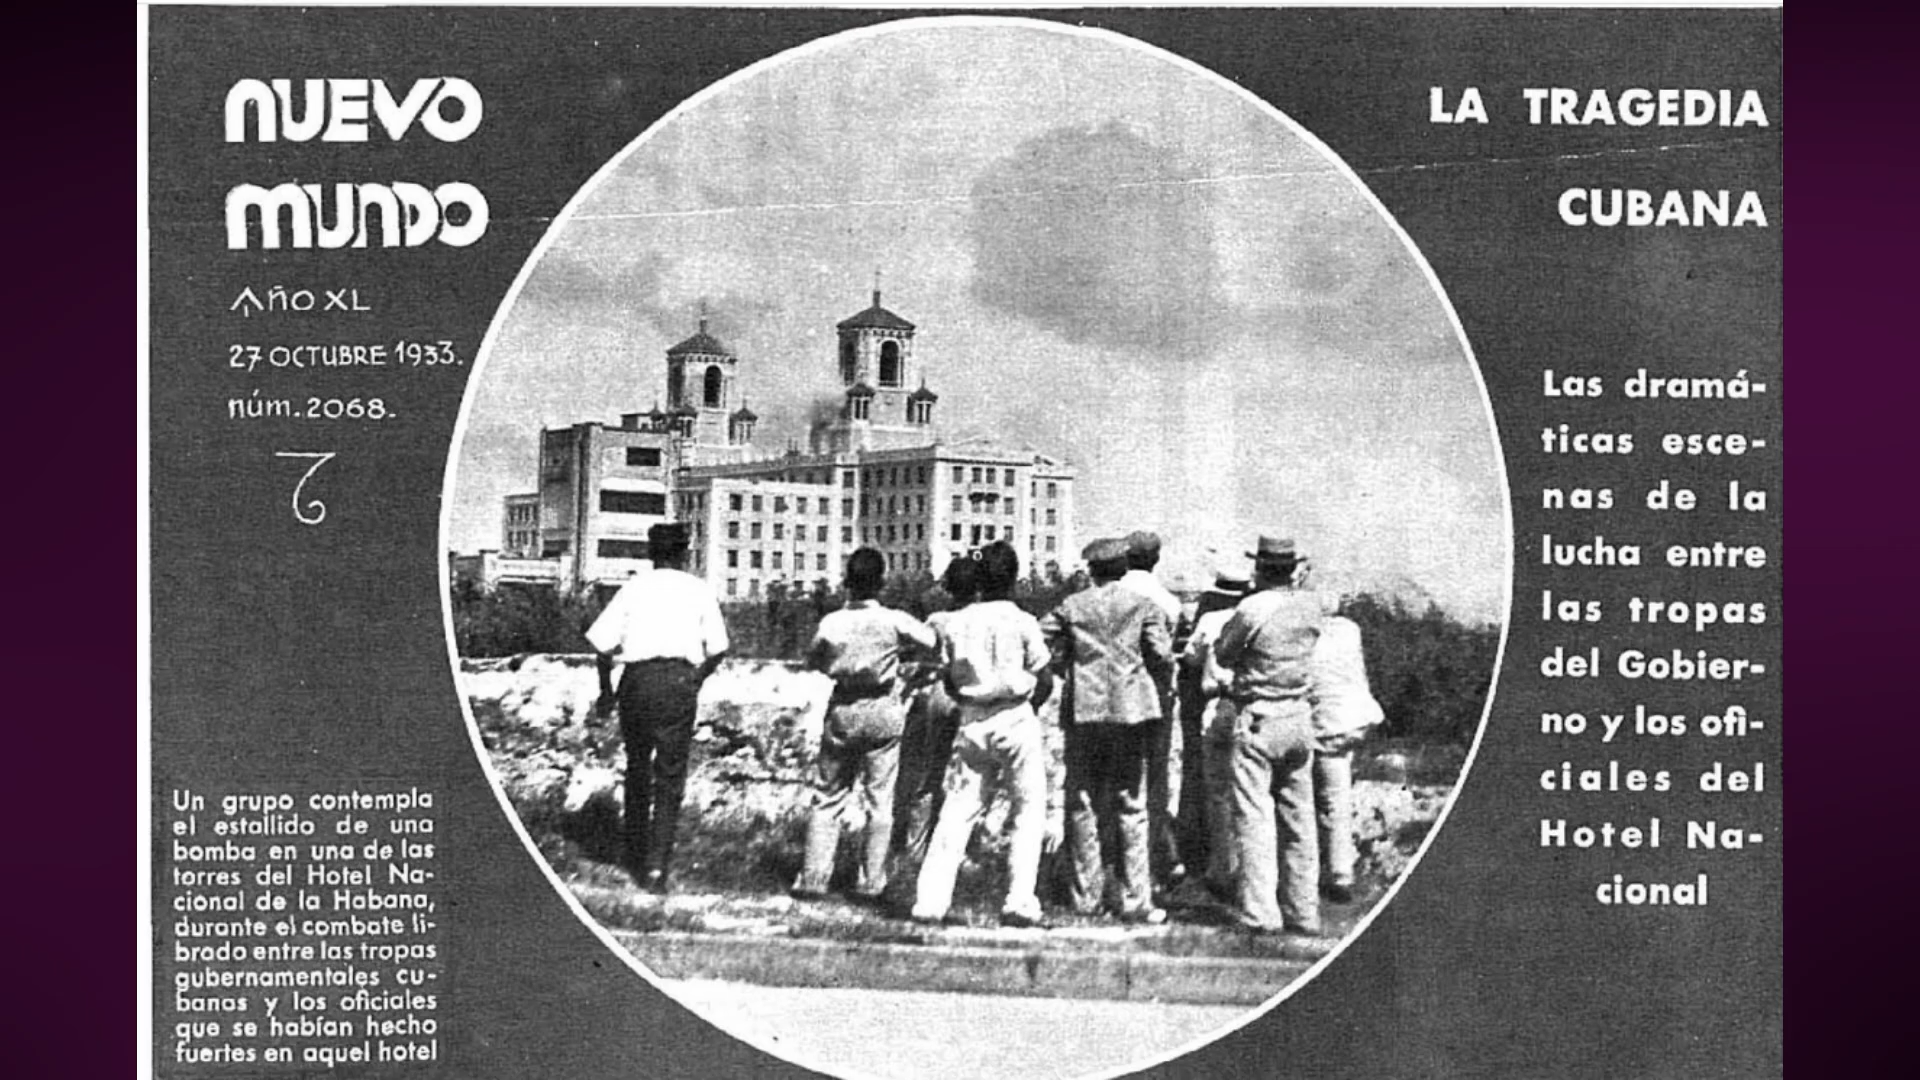 NUEVO
MUNDO
AÑO XL
27 OCTUBRE 1933.
núm. 2068.
LA TRAGEDIA
CUBANA
Las dramá-
ticas esce-
nas de la
lucha entre
las tropas
del Gobier-
no y los ofi-
ciales del
Hotel Na-
cional
Un grupo contempla
el estallido de una
bomba en una de las
torres del Hotel Na-
cional de la Habana,
durante el combate li-
brado entre las tropas
gubernamentales cu-
banas y los oficiales
que se habían hecho
fuertes en aquel hotel